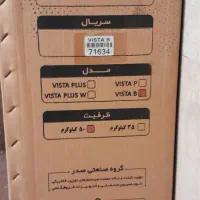 سریال
VISTA B
71634
مدل
VISTA PLUS VISTA P
VISTA PLUS W VISTA B
ظرفیت
۵۰ کیلوگرم ۳۵ کیلوگرم
گروه صنعتی صدر